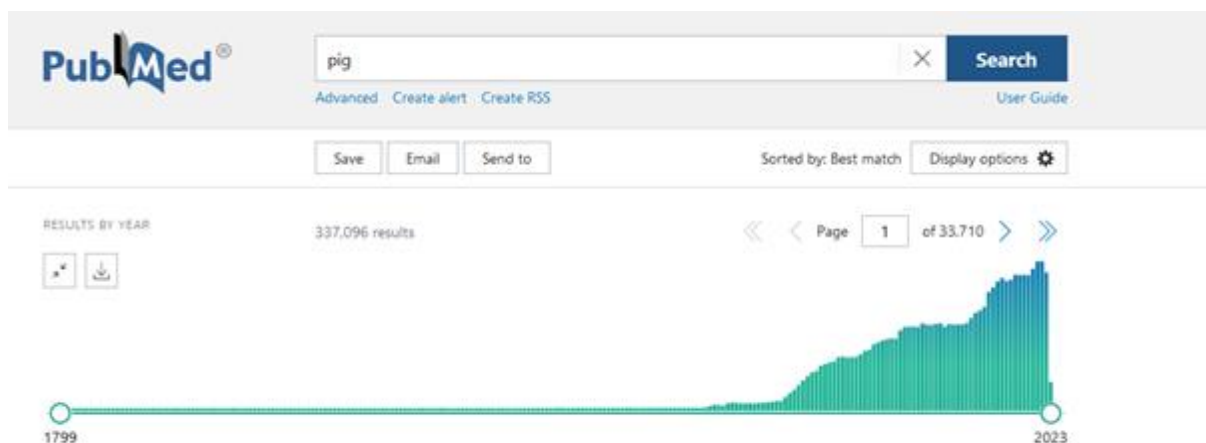 PubMed®
pig
Search
Advanced Create alert Create RSS
User Guide
Save Email Send to
Sorted by: Best match Display options
RESULTS BY YEAR
337,096 results
Page 1 of 33,710
1799
2023